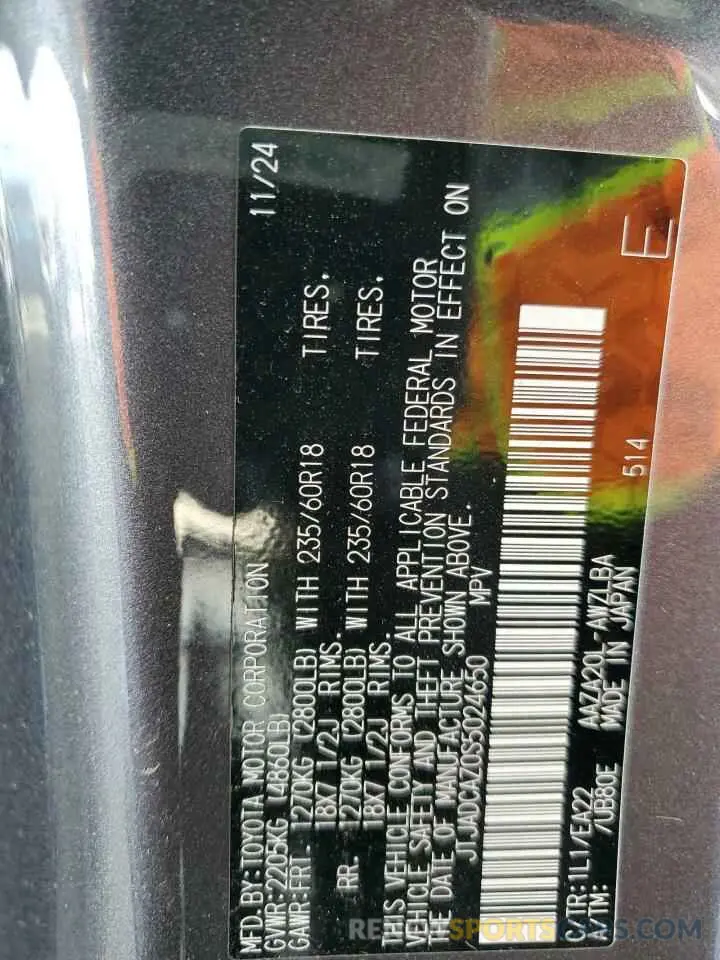 MFD.BY:TOYOTA MOTOR CORPORATION 11/24
GVWR:2205KG (4860LB)
GAWR:FRT. 1270KG (2800LB) WITH 235/60R18 TIRES.
18X7 1/2J RIMS.
RR. 1270KG (2800LB) WITH 235/60R18 TIRES.
18X7 1/2J RIMS.
THIS VEHICLE CONFORMS TO ALL APPLICABLE FEDERAL MOTOR
VEHICLE SAFETY AND THEFT PREVENTION STANDARDS IN EFFECT ON
THE DATE OF MANUFACTURE SHOWN ABOVE.
JTJADCAZ0S5024650 MPV
C/TR:1L1/EA22 AAZA20L-AWZLBA
A/TM: /UB80E MADE IN JAPAN
514
E
RENEWSPORTSCARS.COM